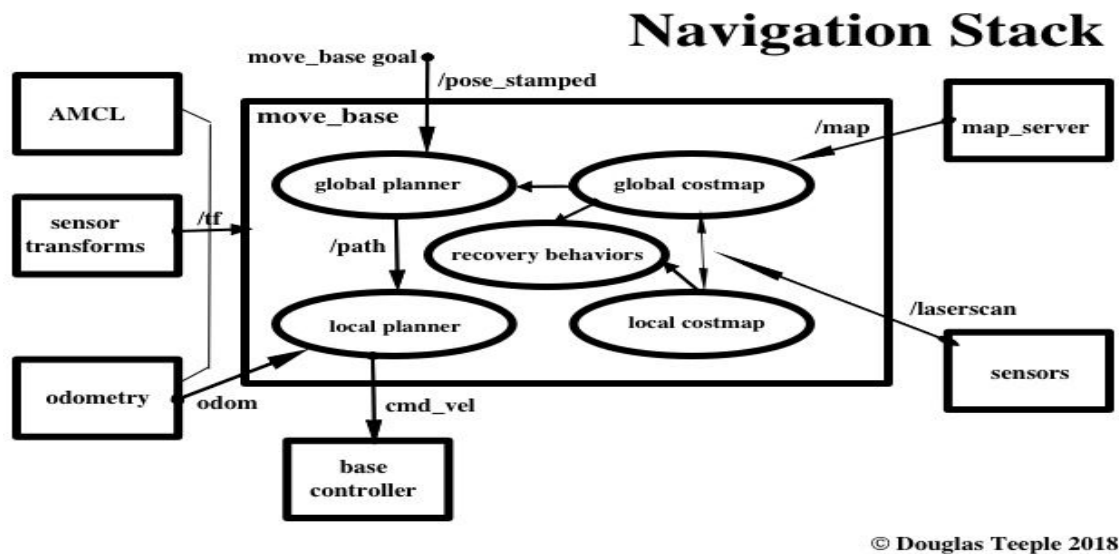 Navigation Stack
move_base goal
/pose_stamped
AMCL
move_base
/map
map_server
global planner
global costmap
sensor
transforms
/tf
/path
recovery behaviors
/laserscan
local planner
local costmap
odometry
odom
cmd_vel
sensors
base
controller
© Douglas Teeple 2018